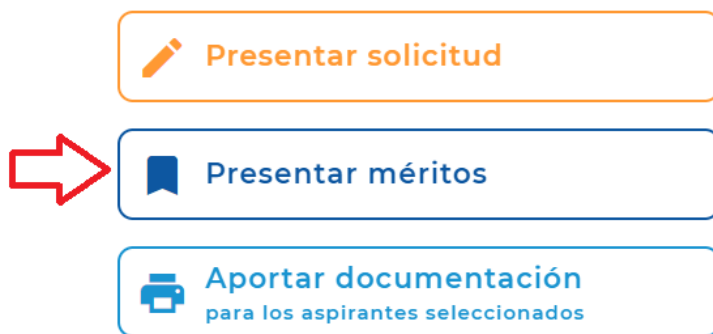 Presentar solicitud
Presentar méritos
Aportar documentación
para los aspirantes seleccionados